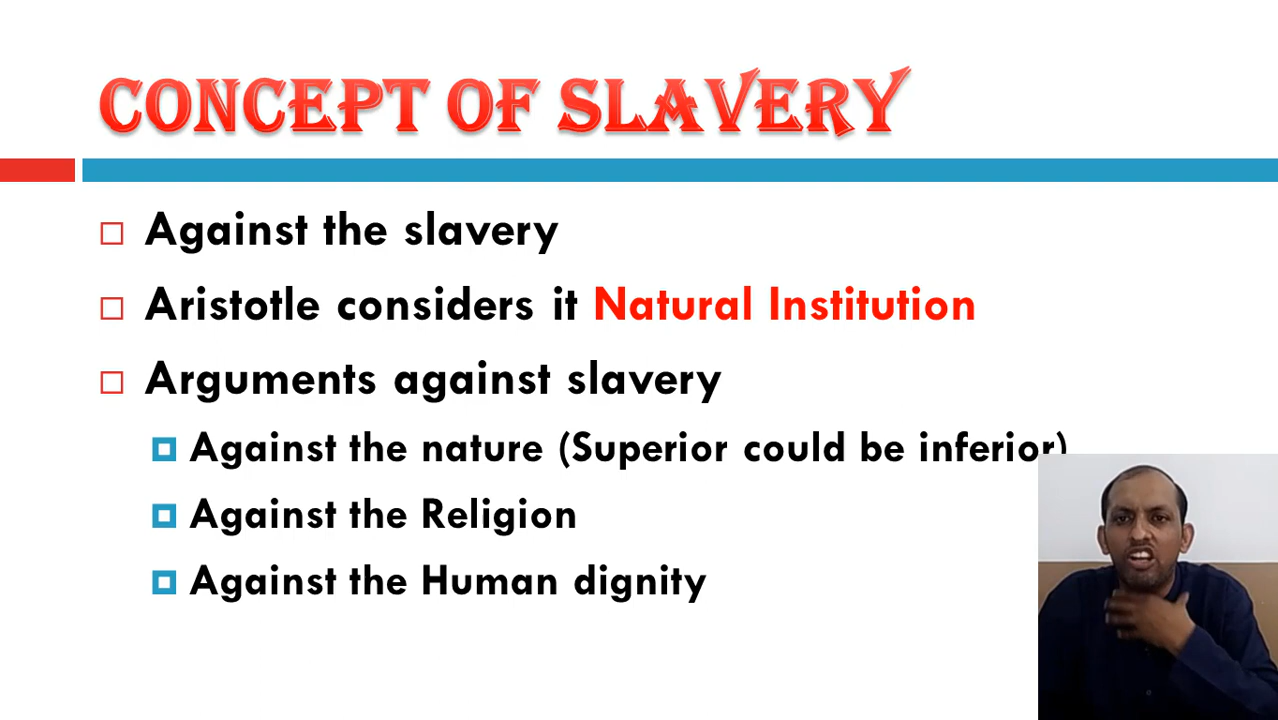 CONCEPT OF SLAVERY
Against the slavery
Aristotle considers it Natural Institution
Arguments against slavery
Against the nature (Superior could be inferior)
Against the Religion
Against the Human dignity